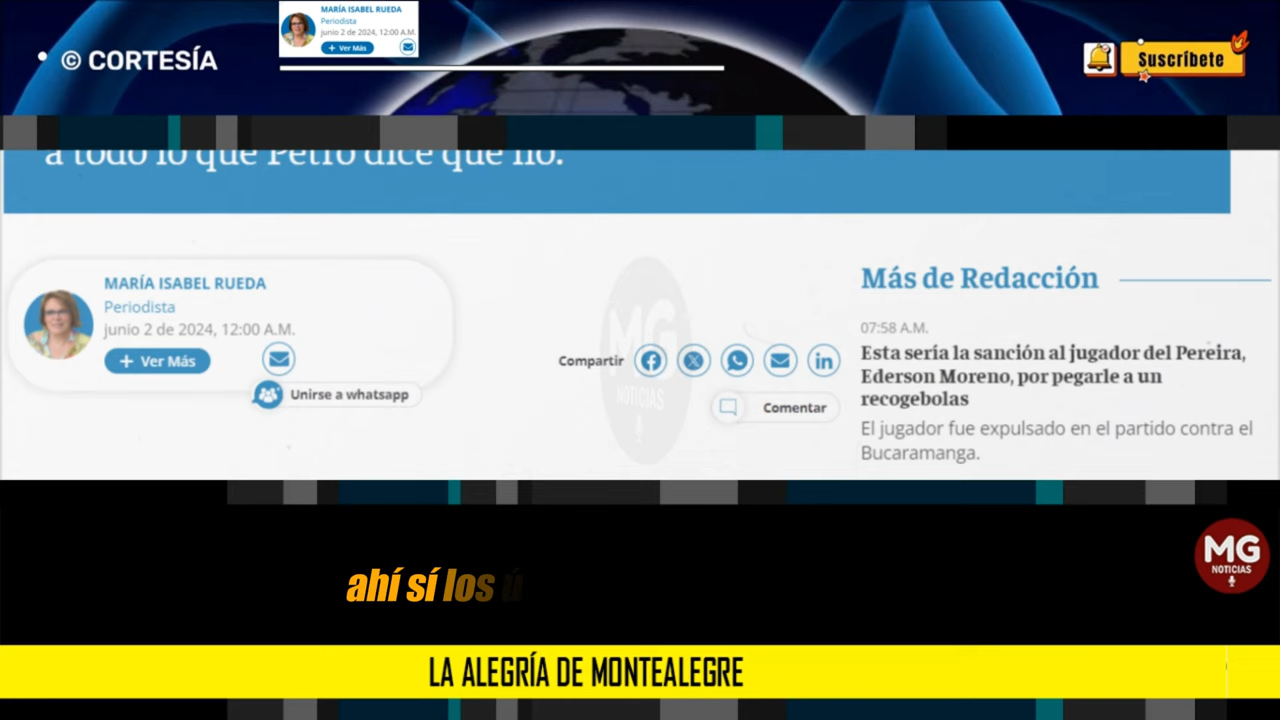 MARÍA ISABEL RUEDA
Periodista
junio 2 de 2024, 12:00 A.M.
+ Ver Más
© CORTESÍA
Suscríbete
a todo lo que Petro dice que no.
MARÍA ISABEL RUEDA
Periodista
junio 2 de 2024, 12:00 A.M.
+ Ver Más
Unirse a whatsapp
MG
NOTICIAS
Compartir
Comentar
Más de Redacción
07:58 A.M.
Esta sería la sanción al jugador del Pereira,
Ederson Moreno, por pegarle a un
recogebolas
El jugador fue expulsado en el partido contra el
Bucaramanga.
ahí sí los ú
MG
NOTICIAS
LA ALEGRÍA DE MONTEALEGRE